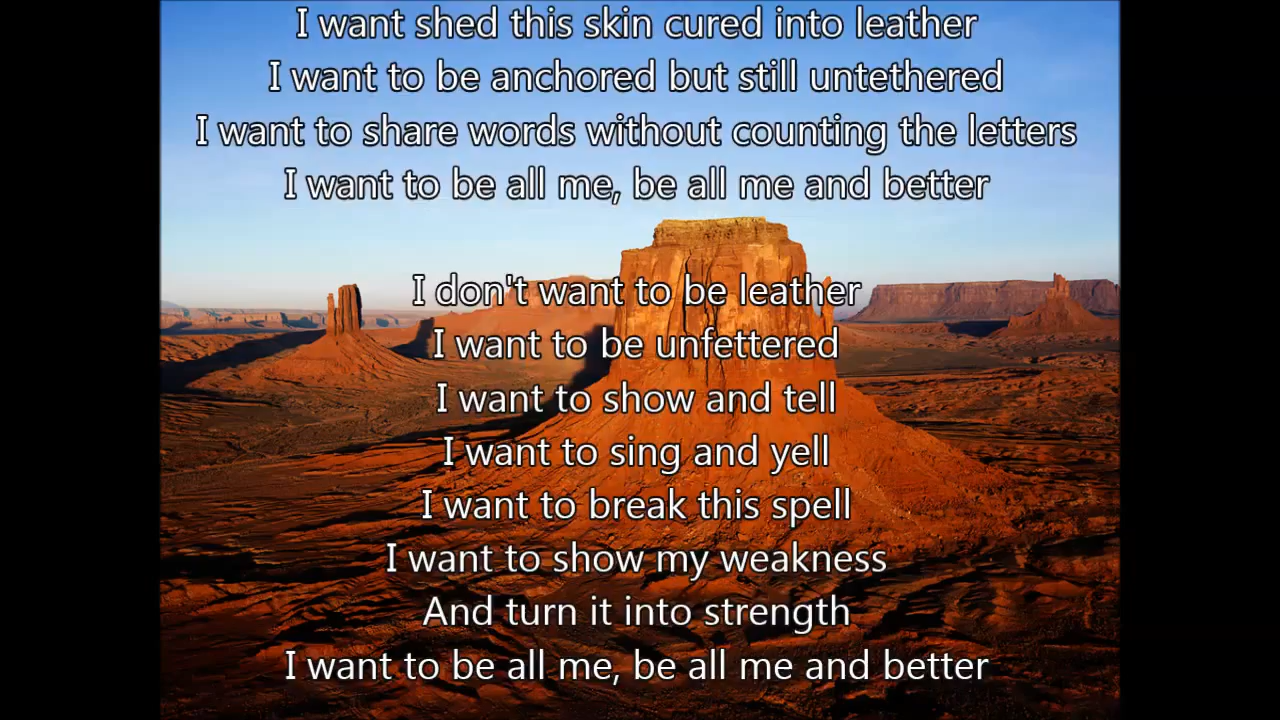 I want shed this skin cured into leather
I want to be anchored but still untethered
I want to share words without counting the letters
I want to be all me, be all me and better
I don't want to be leather
I want to be unfettered
I want to show and tell
I want to sing and yell
I want to break this spell
I want to show my weakness
And turn it into strength
I want to be all me, be all me and better